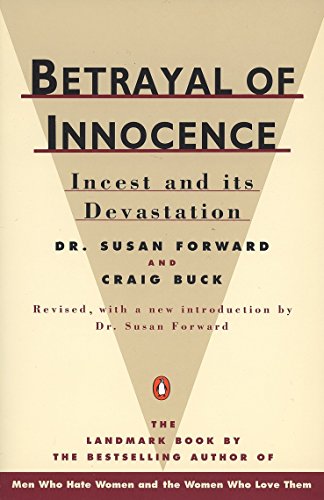 BETRAYAL OF
INNOCENCE
Incest and its
Devastation
DR. SUSAN FORWARD
AND
CRAIG BUCK
Revised, with a new introduction by
Dr. Susan Forward
THE
LANDMARK BOOK BY
THE BESTSELLING AUTHOR OF
Men Who Hate Women and the Women Who Love Them